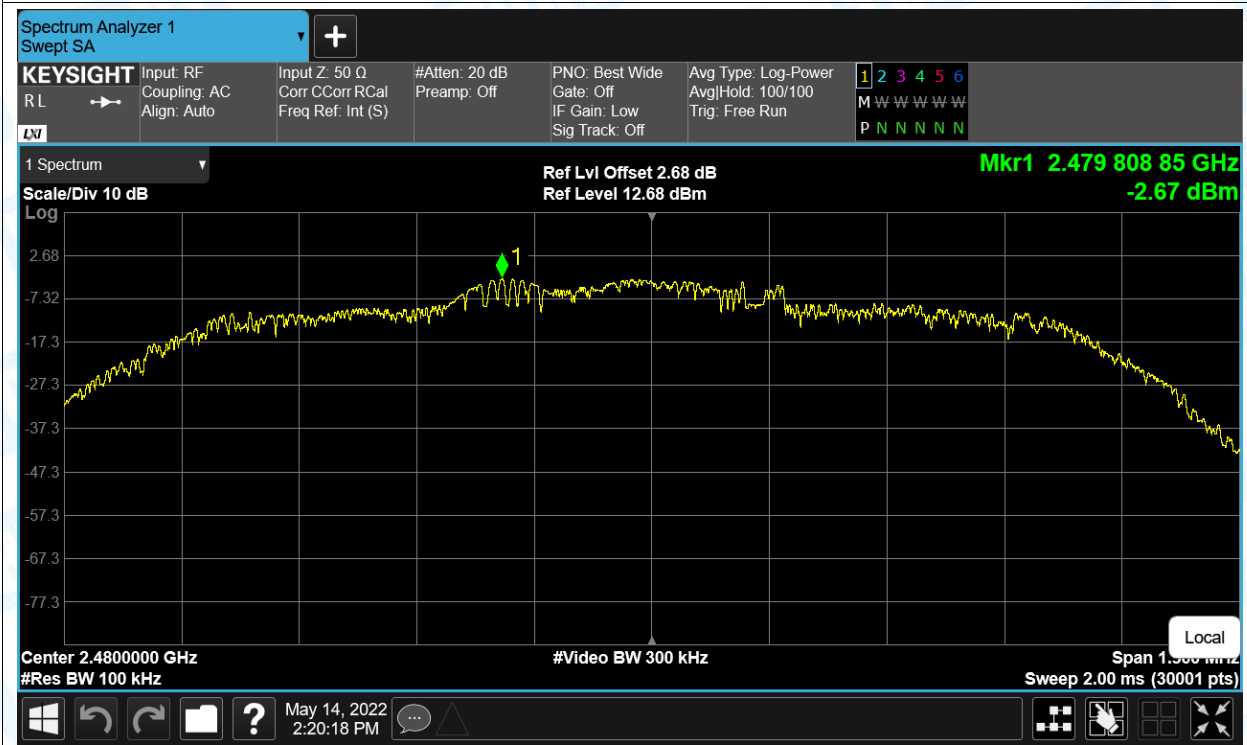 Spectrum Analyzer 1
Swept SA
KEYSIGHT
R L
LXI
Input: RF
Coupling: AC
Align: Auto
Input Z: 50 Ω
Corr CCorr RCal
Freq Ref: Int (S)
#Atten: 20 dB
Preamp: Off
PNO: Best Wide
Gate: Off
IF Gain: Low
Sig Track: Off
Avg Type: Log-Power
Avg|Hold: 100/100
Trig: Free Run
1 2 3 4 5 6
M W W W W W W
P N N N N N
1 Spectrum
Scale/Div 10 dB
Log
Ref Lvl Offset 2.68 dB
Ref Level 12.68 dBm
Mkr1 2.479 808 85 GHz
-2.67 dBm
1
2.68
-7.32
-17.3
-27.3
-37.3
-47.3
-57.3
-67.3
-77.3
Local
Center 2.4800000 GHz
#Video BW 300 kHz
Span 1.500 MHz
#Res BW 100 kHz
Sweep 2.00 ms (30001 pts)
?
May 14, 2022
2:20:18 PM